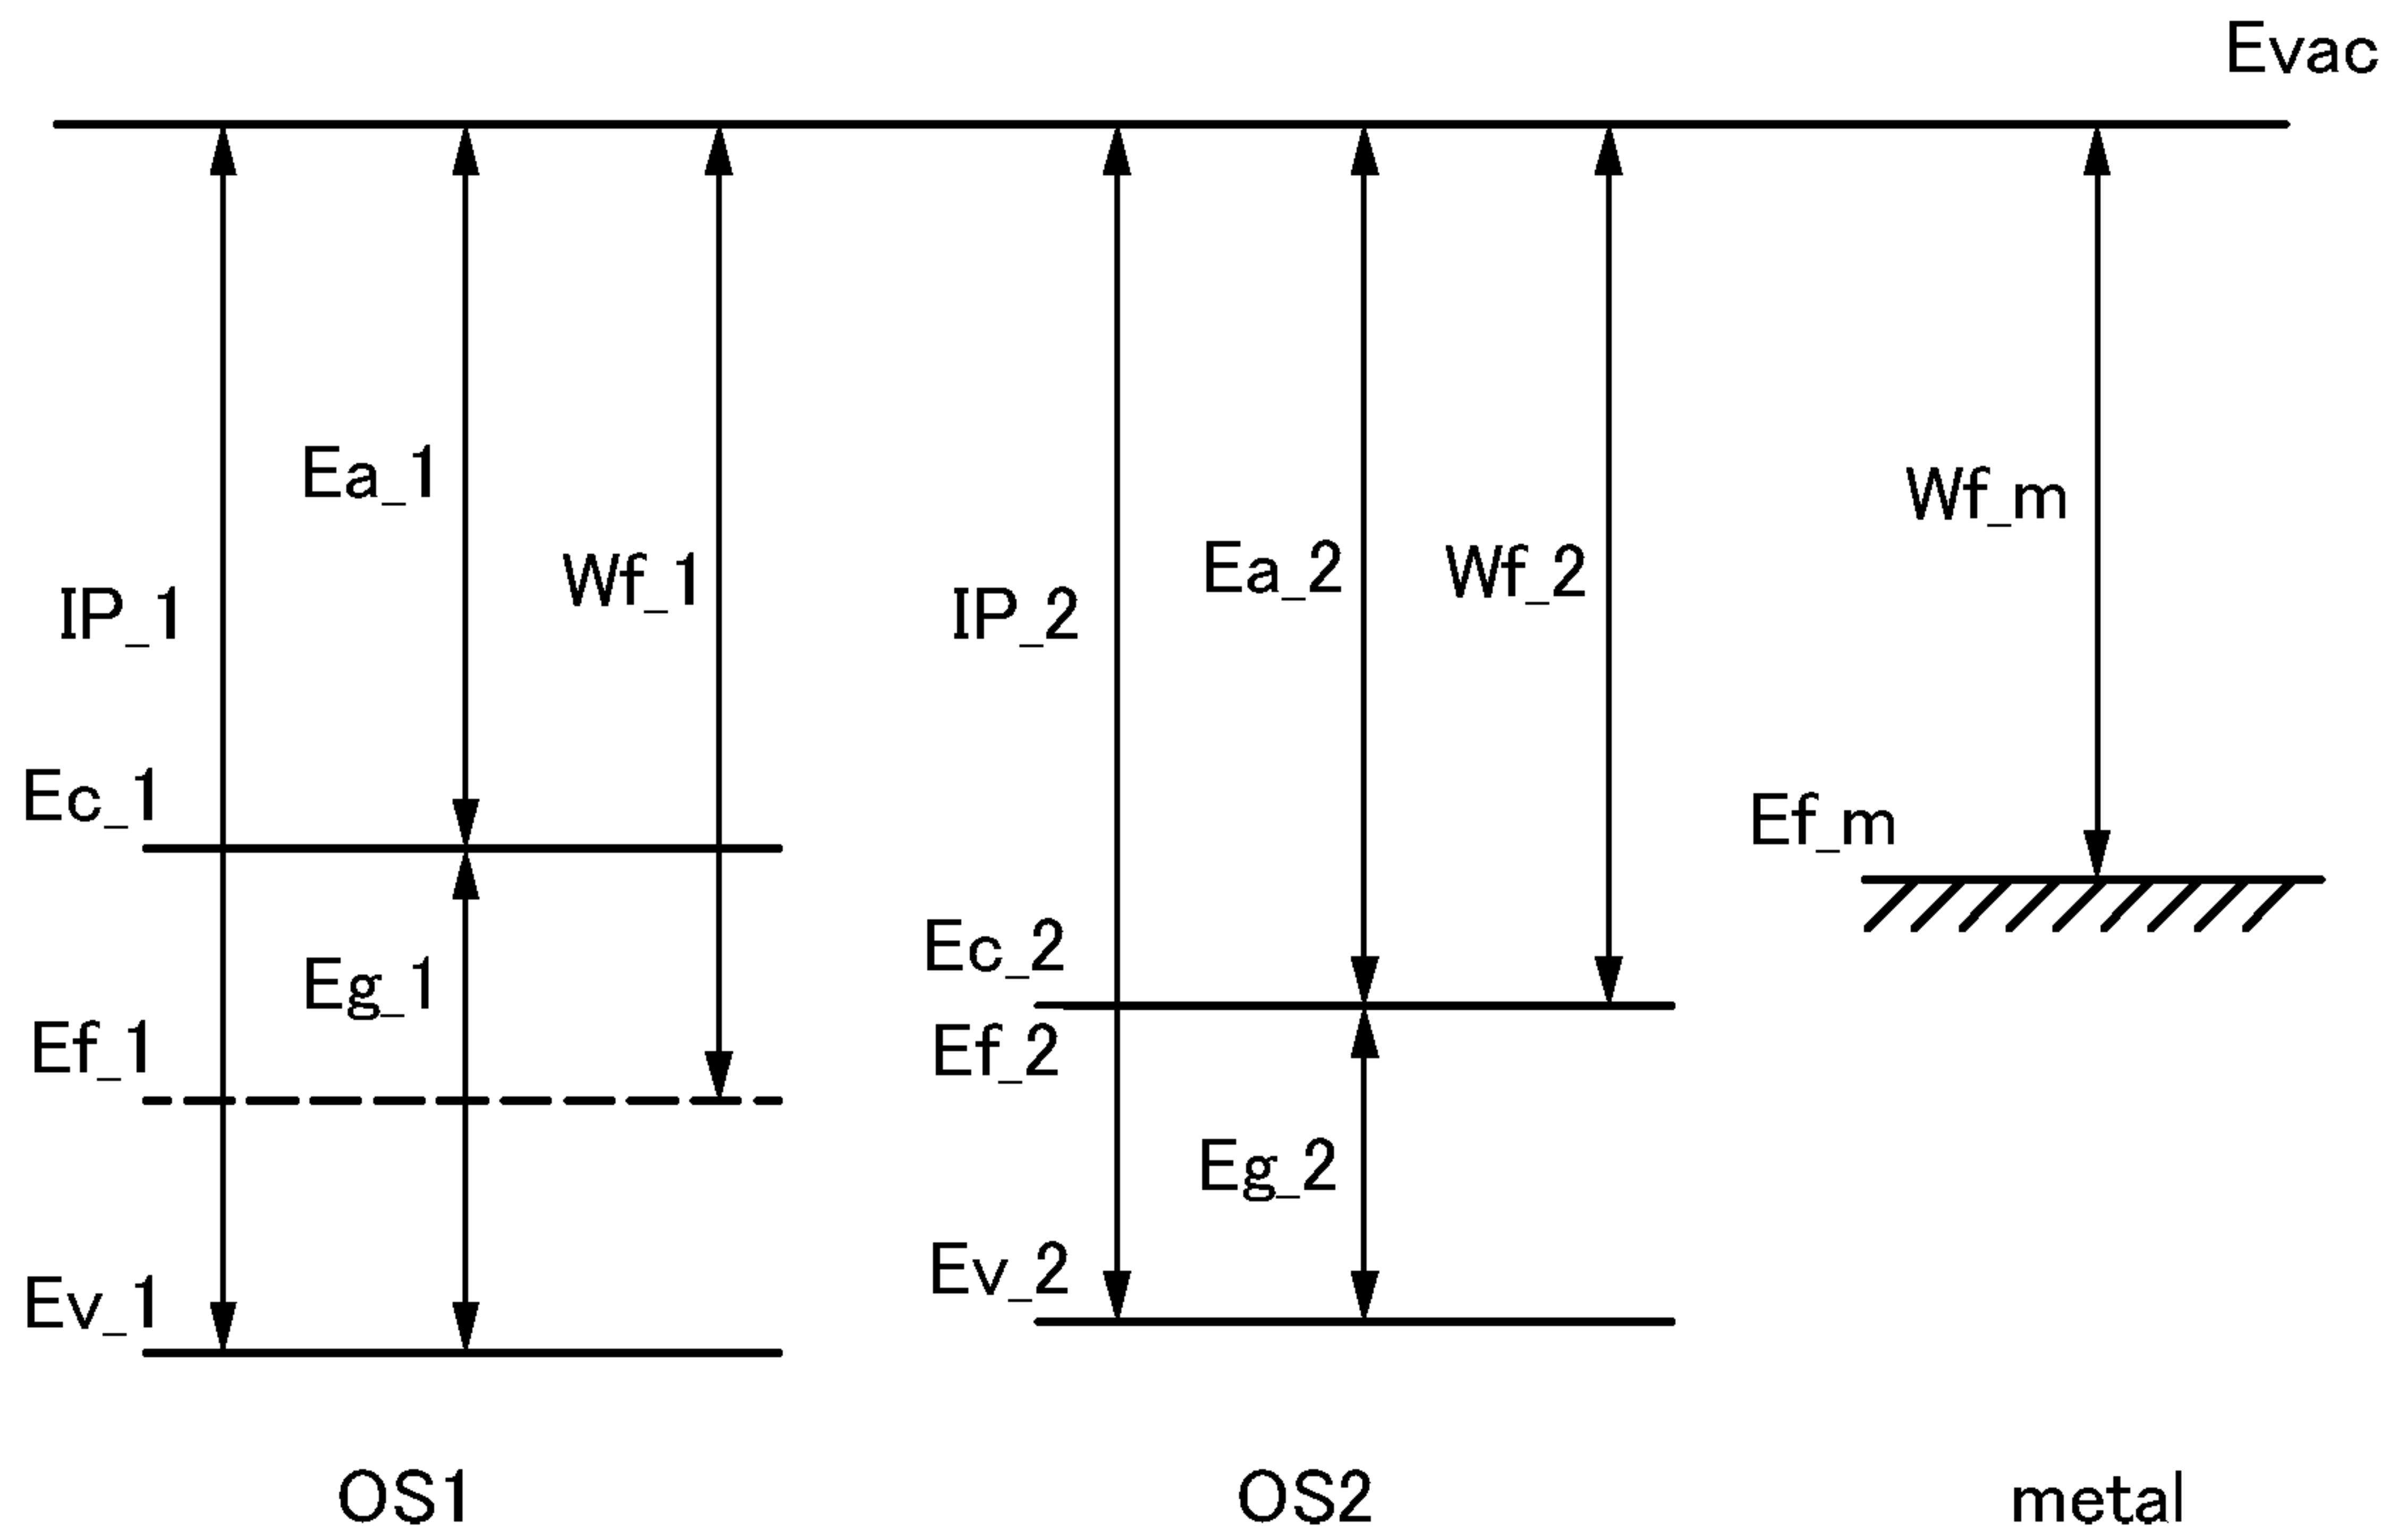 Evac
Ea_1
Wf_m
Wf_1
Ea_2
Wf_2
IP_1
IP_2
Ec_1
Ef_m
Ec_2
Eg_1
Ef_1
Ef_2
Eg_2
Ev_2
Ev_1
OS1
OS2
metal